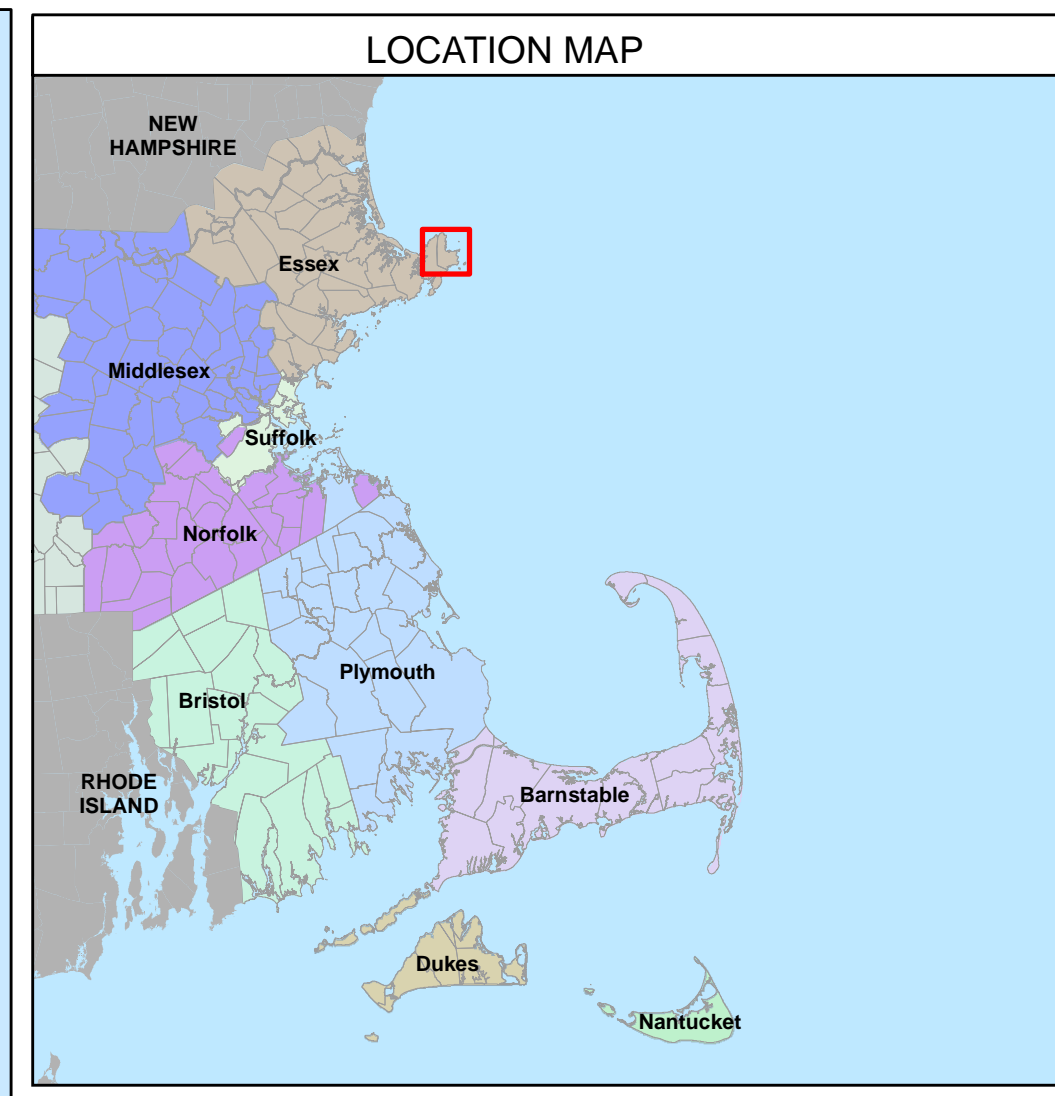 LOCATION MAP
NEW
HAMPSHIRE
Essex
Middlesex
Suffolk
Norfolk
Plymouth
Bristol
RHODE
ISLAND
Barnstable
Dukes
Nantucket